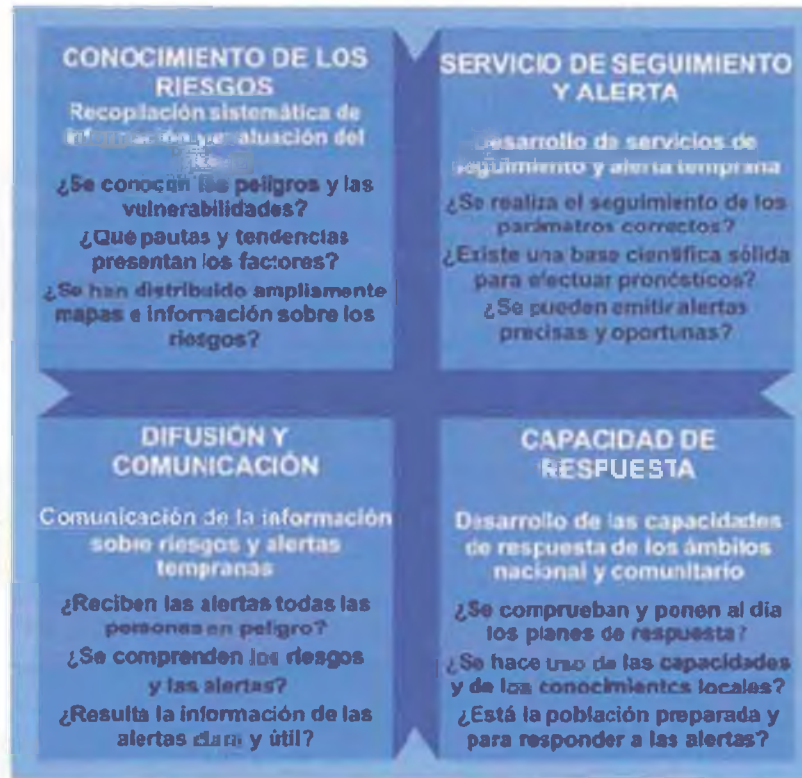 CONOCIMIENTO DE LOS
RIESGOS
Recopilación sistemática de
información y evaluación del
¿Se conocen los peligros y las
vulnerabilidades?
¿Qué pautas y tendencias
presentan los factores?
¿Se han distribuido ampliamente
mapas e información sobre los
riesgos?
SERVICIO DE SEGUIMIENTO
Y ALERTA
Desarrollo de servicios de
seguimiento y alerta temprana
¿Se realiza el seguimiento de los
parámetros correctos?
¿Existe una base científica sólida
para efectuar pronósticos?
¿Se pueden emitir alertas
precisas y oportunas?
DIFUSIÓN Y
COMUNICACIÓN
Comunicación de la información
sobre riesgos y alertas
tempranas
¿Reciben las alertas todas las
personas en peligro?
¿Se comprenden los riesgos
y las alertas?
¿Resulta la información de las
alertas clara y útil?
CAPACIDAD DE
RESPUESTA
Desarrollo de las capacidades
de respuesta de los ámbitos
nacional y comunitario
¿Se comprueban y ponen al día
los planes de respuesta?
¿Se hace uso de las capacidades
y de los conocimientos locales?
¿Está la población preparada y
para responder a las alertas?